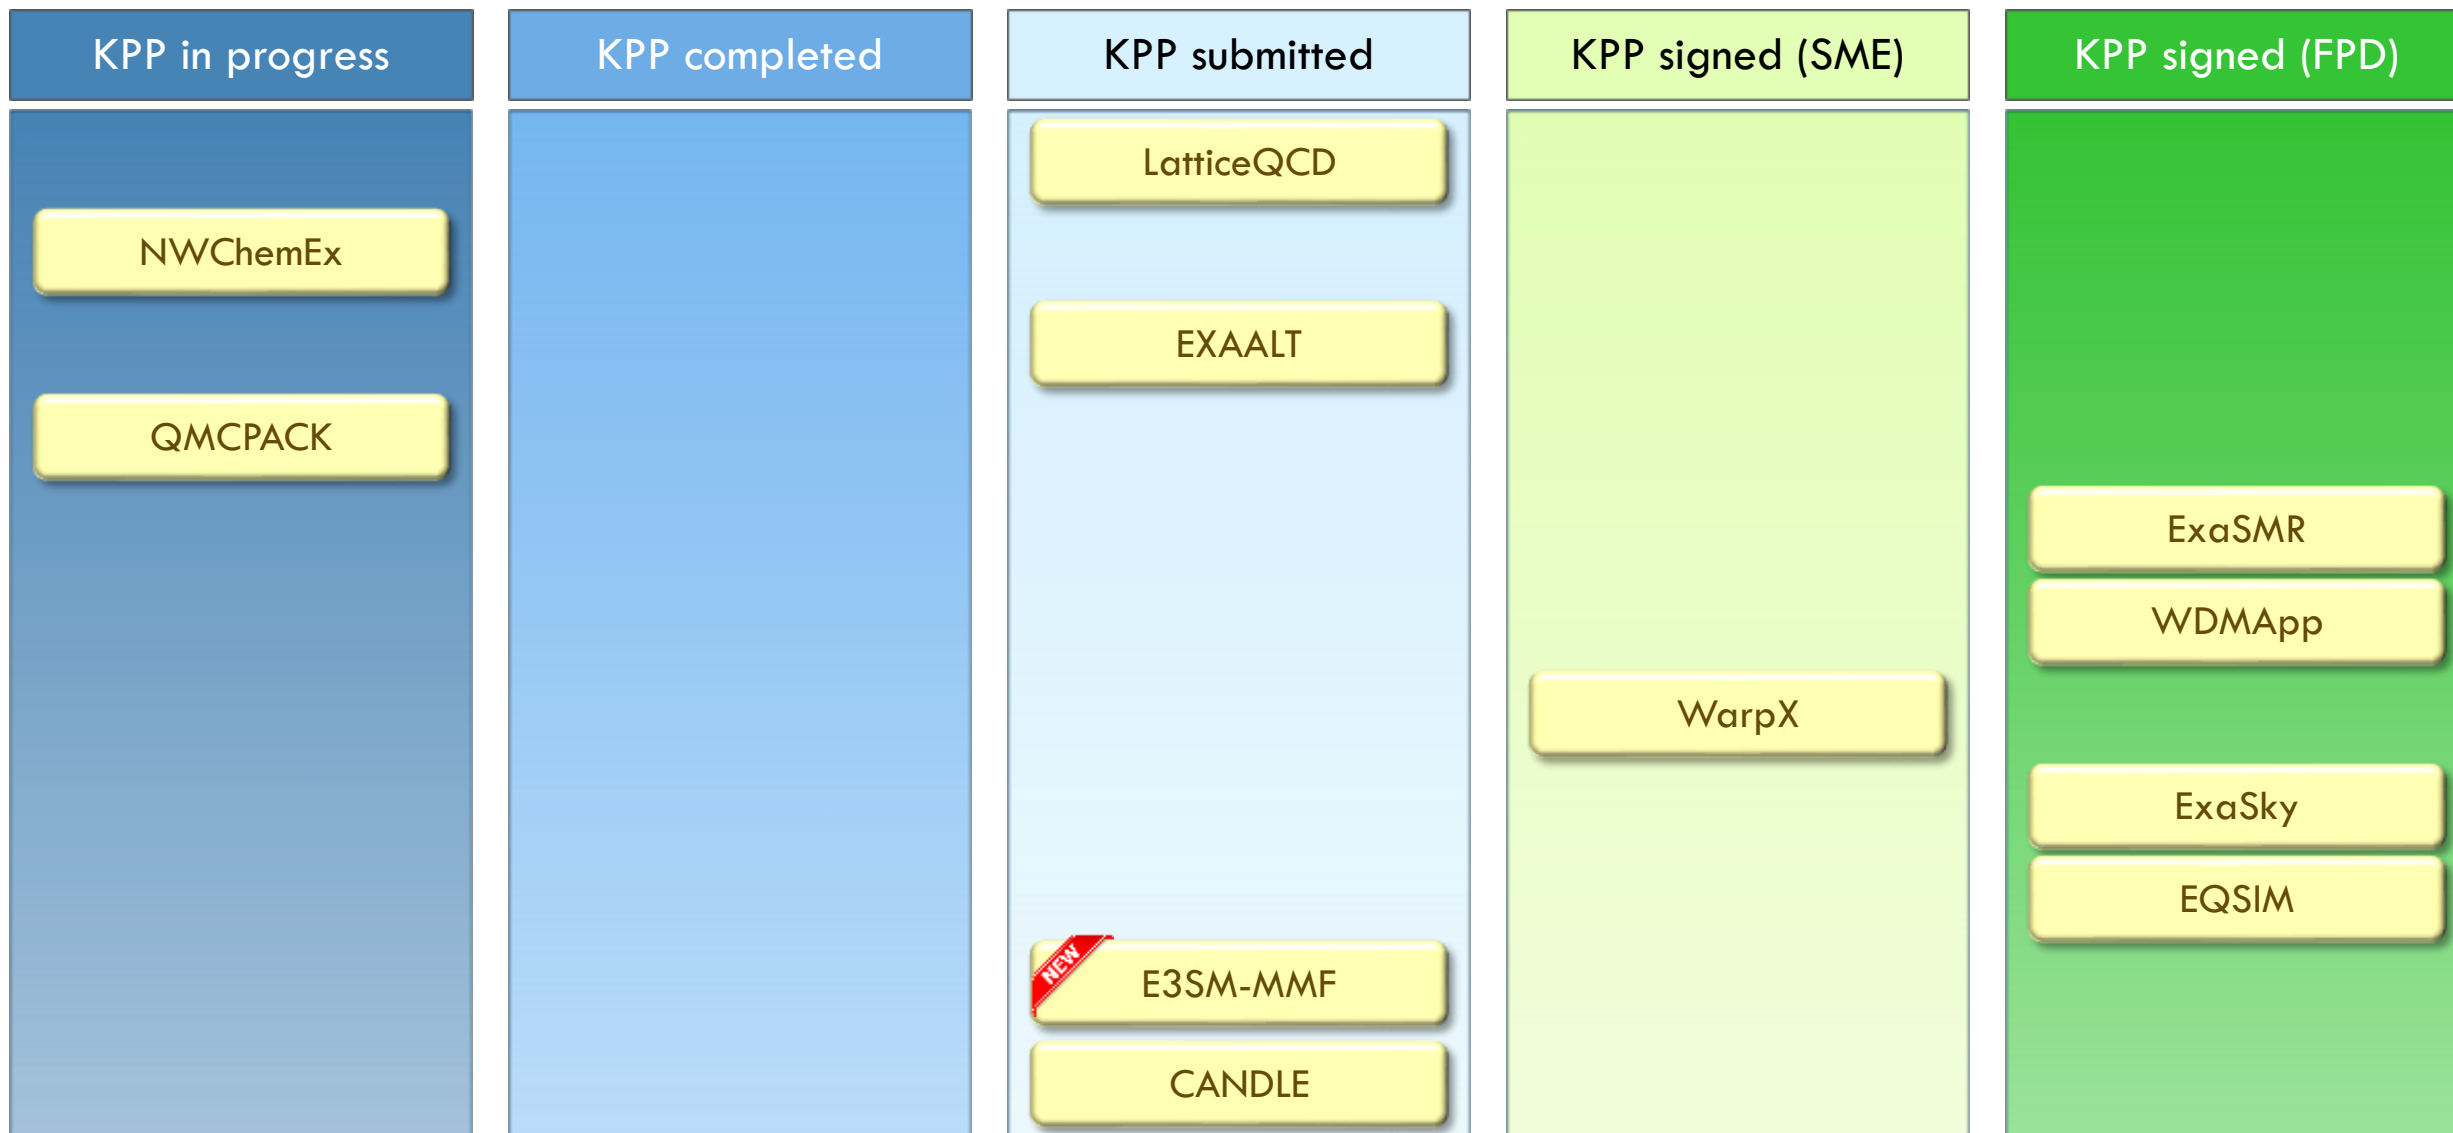 KPP in progress
KPP completed
KPP submitted
KPP signed (SME)
KPP signed (FPD)
LatticeQCD
NWChemEx
EXAALT
QMCPACK
ExaSMR
WDMApp
WarpX
ExaSky
EQSIM
NEW
E3SM-MMF
CANDLE